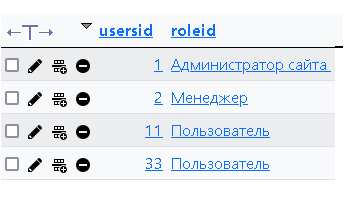 usersid roleid
1 Администратор сайта
2 Менеджер
11 Пользователь
33 Пользователь